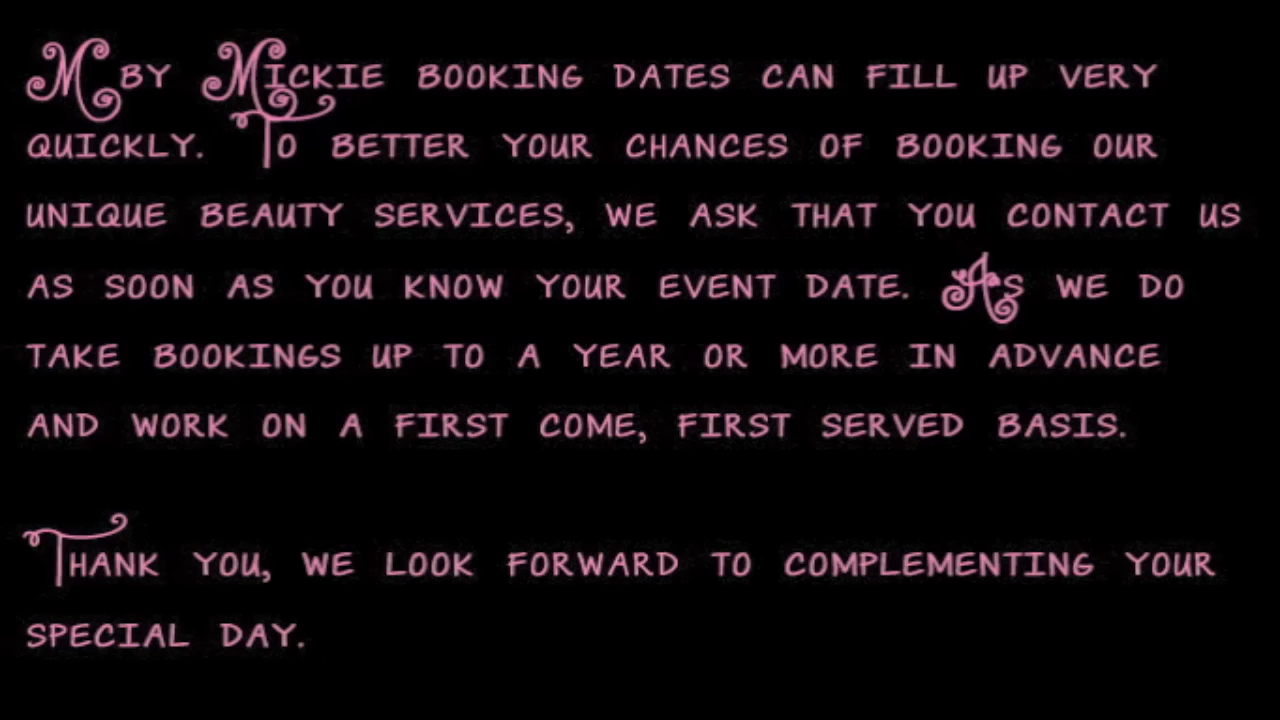 M by Mickie booking dates can fill up very
quickly. To better your chances of booking our
unique beauty services, we ask that you contact us
as soon as you know your event date. As we do
take bookings up to a year or more in advance
and work on a first come, first served basis.
Thank you, we look forward to complementing your
special day.